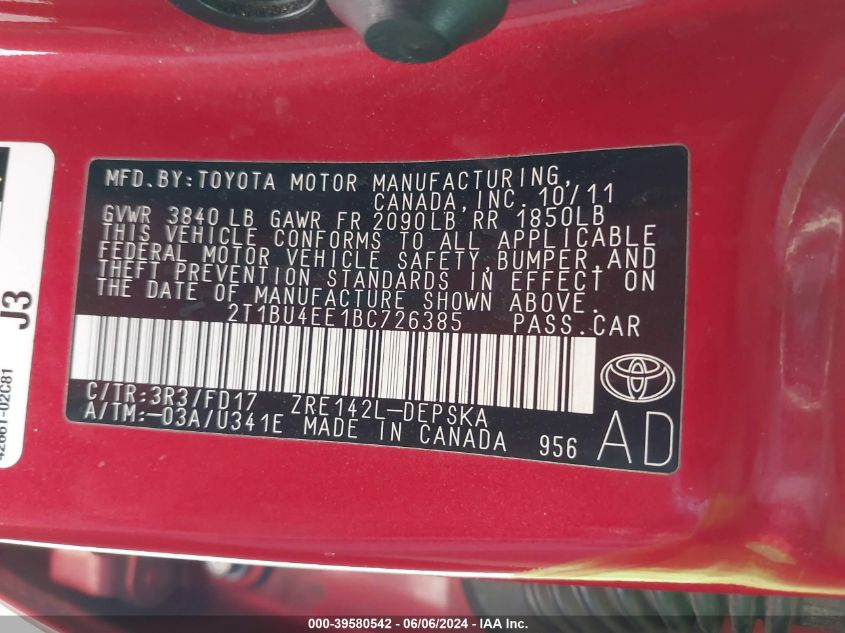 MFD. BY: TOYOTA MOTOR MANUFACTURING,
CANADA, INC. 10/11
GVWR 3840 LB GAWR FR 2090LB RR 1850LB
THIS VEHICLE CONFORMS TO ALL APPLICABLE
FEDERAL MOTOR VEHICLE SAFETY, BUMPER, AND
THEFT PREVENTION STANDARDS IN EFFECT ON
THE DATE OF MANUFACTURE SHOWN ABOVE.
2T1BU4EE1BC726385 PASS. CAR
C/TR: 3R3/FD17 ZRE142L-DEPSKA
A/TM: -03A/U341E MADE IN CANADA 956
AD
J3
42661-02C81
000-39580542 - 06/06/2024 - IAA Inc.